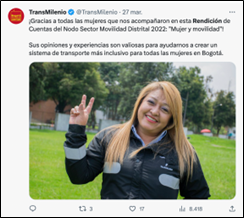 TransMilenio @TransMilenio · 27 mar.
¡Gracias a todas las mujeres que nos acompañaron en esta Rendición de
Cuentas del Nodo Sector Movilidad Distrital 2022: "Mujer y movilidad"!
Sus opiniones y experiencias son valiosas para ayudarnos a crear un
sistema de transporte más inclusivo para todas las mujeres en Bogotá.
3 17 8.418